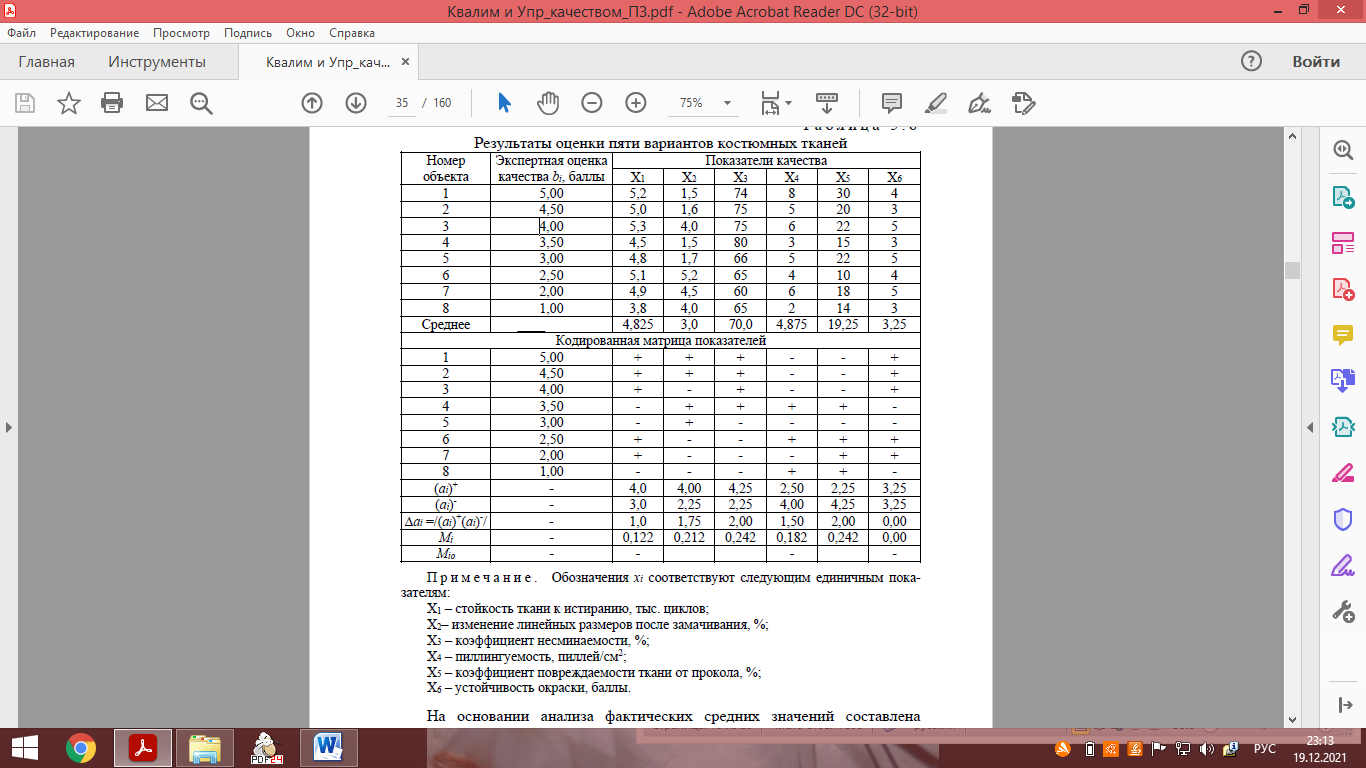 Квалим и Упр_качеством_ПЗ.pdf - Adobe Acrobat Reader DC (32-bit)
Файл Редактирование Просмотр Подпись Окно Справка
Главная Инструменты Квалим и Упр_кач... × Войти
35 / 160 75%
Результаты оценки пяти вариантов костюмных тканей
Номер объекта Экспертная оценка качества bi, баллы Показатели качества
X1 X2 X3 X4 X5 X6
1 5,00 5,2 1,5 74 8 30 4
2 4,50 5,0 1,6 75 5 20 3
3 4,00 5,3 4,0 75 6 22 5
4 3,50 4,5 1,5 80 3 15 3
5 3,00 4,8 1,7 66 5 22 5
6 2,50 5,1 5,2 65 4 10 4
7 2,00 4,9 4,5 60 6 18 5
8 1,00 3,8 4,0 65 2 14 3
Среднее 4,825 3,0 70,0 4,875 19,25 3,25
Кодированная матрица показателей
1 5,00 + + + - - +
2 4,50 + + + - - +
3 4,00 + - + - - +
4 3,50 - + + + + -
5 3,00 - + - - - -
6 2,50 + - - + + +
7 2,00 + - - - + +
8 1,00 - - - + + -
(ai)+ - 4,0 4,00 4,25 2,50 2,25 3,25
(ai)- - 3,0 2,25 2,25 4,00 4,25 3,25
Δai =/(ai)+(ai)-/ - 1,0 1,75 2,00 1,50 2,00 0,00
Mi - 0,122 0,212 0,242 0,182 0,242 0,00
Mio - - - -
Примечание. Обозначения xi соответствуют следующим единичным пока-
зателям:
X1 – стойкость ткани к истиранию, тыс. циклов;
X2– изменение линейных размеров после замачивания, %;
X3 – коэффициент несминаемости, %;
X4 – пиллингуемость, пиллей/см2;
X5 – коэффициент повреждаемости ткани от прокола, %;
X6 – устойчивость окраски, баллы.
На основании анализа фактических средних значений составлена
PDF24
РУС
23:13
19.12.2021